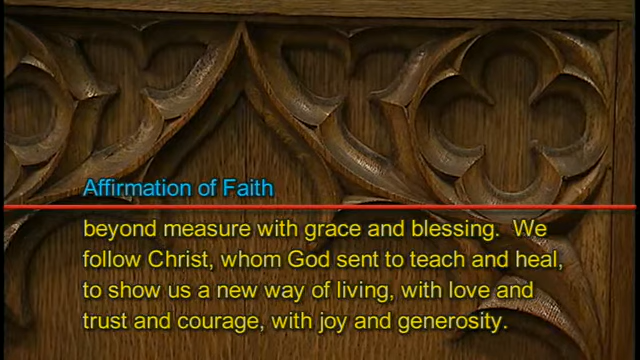 Affirmation of Faith
beyond measure with grace and blessing.  We
follow Christ, whom God sent to teach and heal,
to show us a new way of living, with love and
trust and courage, with joy and generosity.